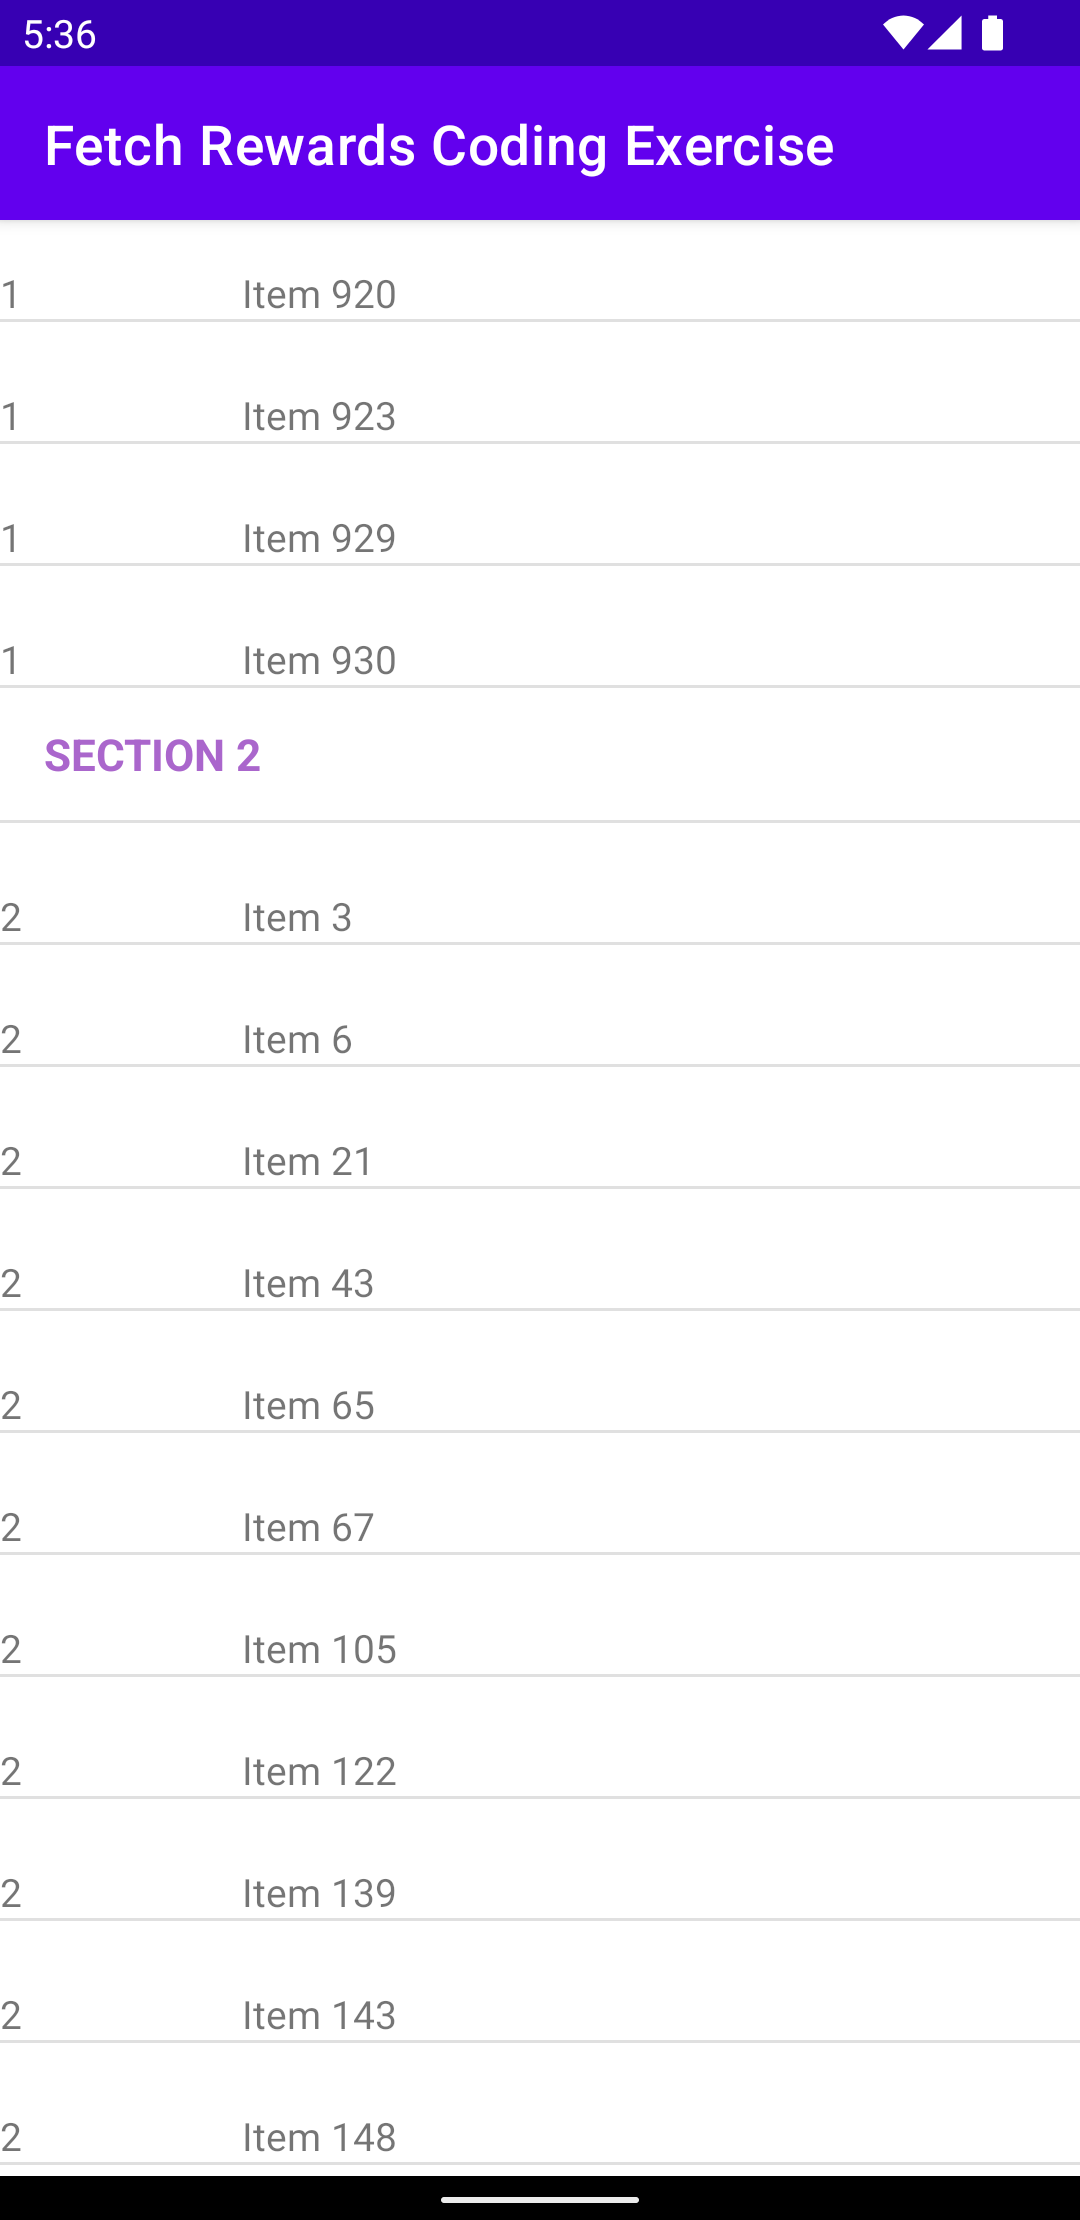 5:36
Fetch Rewards Coding Exercise
1 Item 920
1 Item 923
1 Item 929
1 Item 930
SECTION 2
2 Item 3
2 Item 6
2 Item 21
2 Item 43
2 Item 65
2 Item 67
2 Item 105
2 Item 122
2 Item 139
2 Item 143
2 Item 148